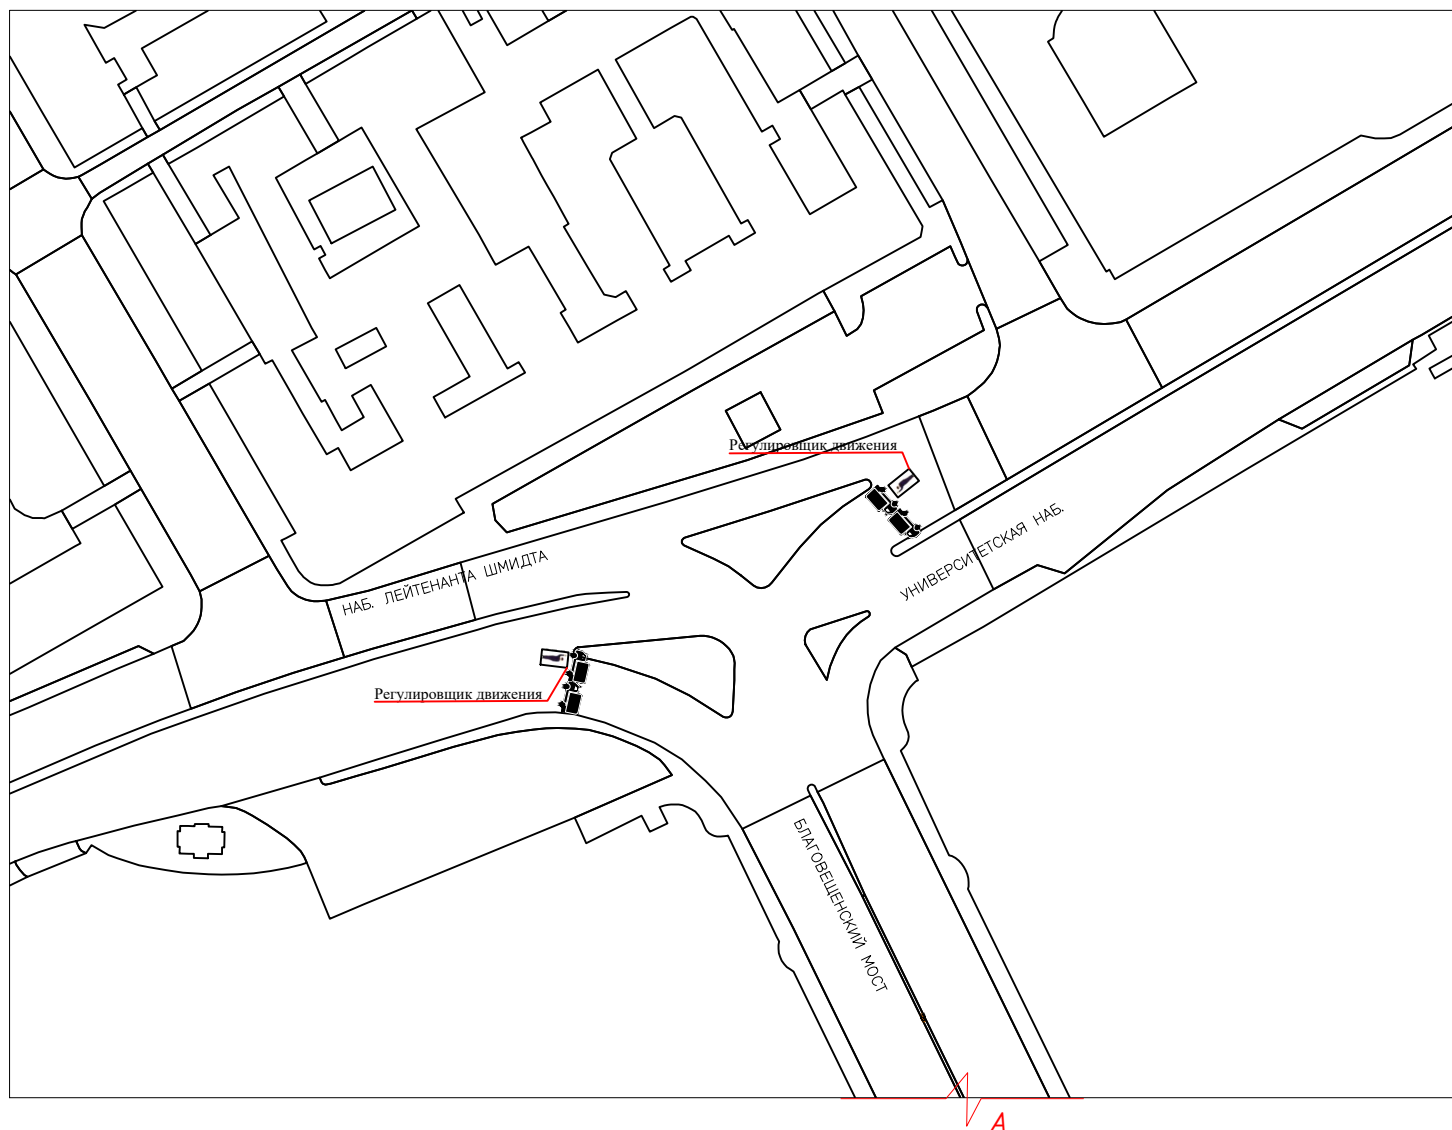 Регулировщик движения
УНИВЕРСИТЕТСКАЯ НАБ.
НАБ. ЛЕЙТЕНАНТА ШМИДТА
Регулировщик движения
БЛАГОВЕЩЕНСКИЙ МОСТ
А